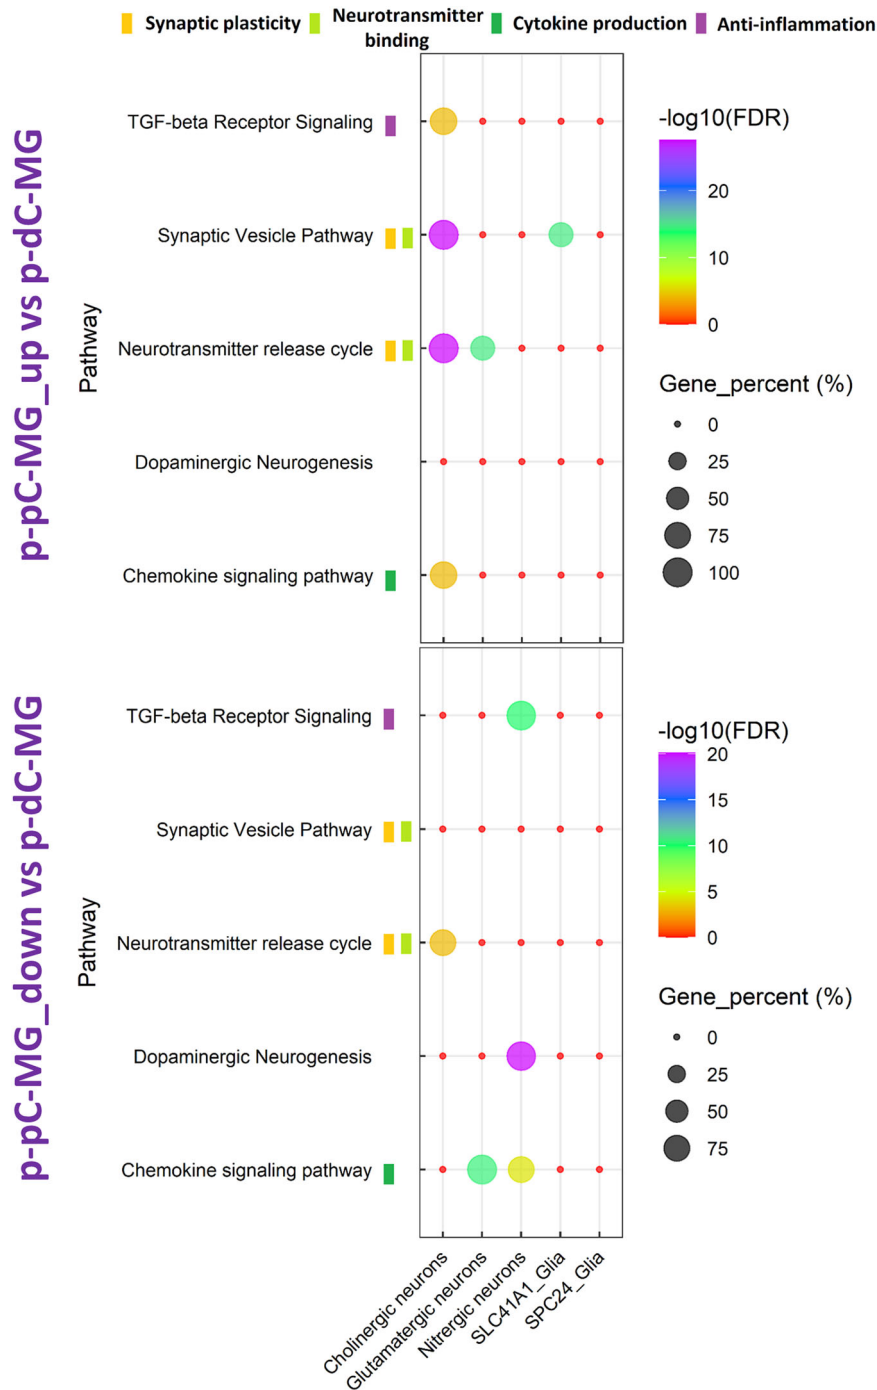 Synaptic plasticity
Neurotransmitter
binding
Cytokine production
Anti-inflammation
p-pC-MG_up vs p-dC-MG
Pathway
TGF-beta Receptor Signaling
Synaptic Vesicle Pathway
Neurotransmitter release cycle
Dopaminergic Neurogenesis
Chemokine signaling pathway
-log10(FDR)
20
10
0
Gene_percent (%)
0
25
50
75
100
p-pC-MG_down vs p-dC-MG
Pathway
TGF-beta Receptor Signaling
Synaptic Vesicle Pathway
Neurotransmitter release cycle
Dopaminergic Neurogenesis
Chemokine signaling pathway
-log10(FDR)
20
15
10
5
0
Gene_percent (%)
0
25
50
75
Cholinergic neurons
Glutamatergic neurons
Nitrergic neurons
SLC41A1_Glia
SPC24_Glia